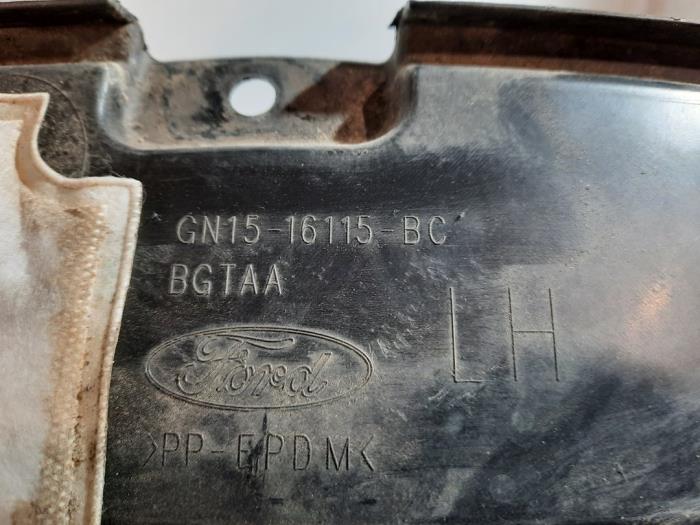 GN15-16115-BC
BGTAA
LH
Ford
>PP-EPDM<